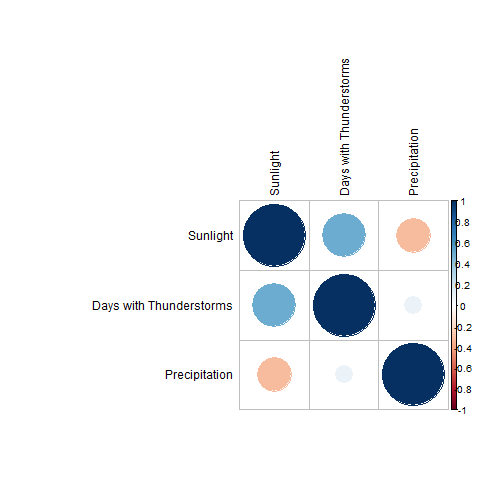 Sunlight
Days with Thunderstorms
Precipitation
Sunlight
Days with Thunderstorms
Precipitation
1
0.8
0.6
0.4
0.2
0
-0.2
-0.4
-0.6
-0.8
-1